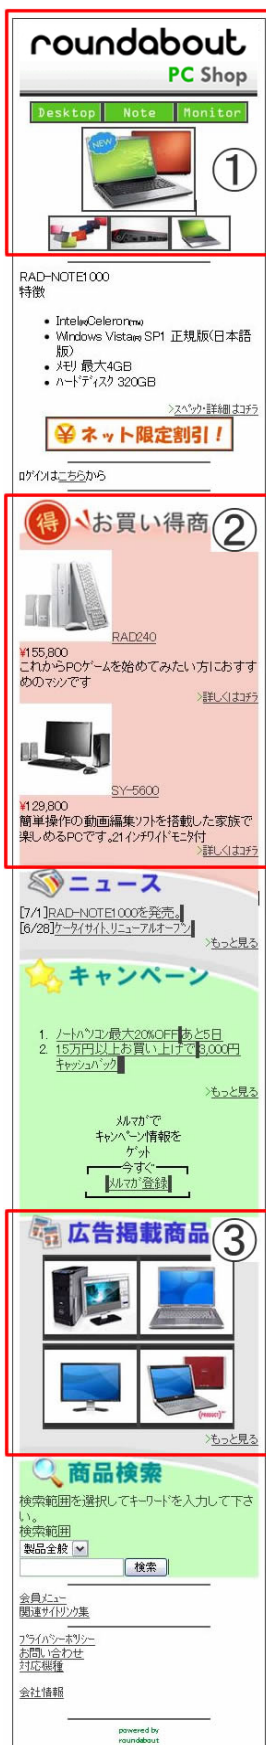 roundabout
PC Shop
Desktop Note Monitor
NEW
①
RAD-NOTE1000
特徴
• Intel(R)Celeron(TM)
• Windows Vista(R) SP1 正規版(日本語
版)
• ﾒﾓﾘ 最大4GB
• ﾊｰﾄﾞﾃﾞｨｽｸ 320GB
>ｽﾍﾟｯｸ・詳細はｺﾁﾗ
¥ネット限定割引！
ﾛｸﾞｲﾝはこちらから
得 お買い得商
②
RAD240
¥155,800
これからPCｹﾞｰﾑを始めてみたい方におすす
めのﾏｼﾝです
>詳しくはｺﾁﾗ
SY-5600
¥129,800
簡単操作の動画編集ｿﾌﾄを搭載した家族で
楽しめるPCです。21ｲﾝﾁﾜｲﾄﾞﾓﾆﾀ付
>詳しくはｺﾁﾗ
ニュース
[7/1]RAD-NOTE1000を発売。
[6/28]ｹｰﾀｲｻｲﾄ､ﾘﾆｭｰｱﾙｵｰﾌﾟﾝ
>もっと見る
キャンペーン
1. ﾉｰﾄﾊﾟｿｺﾝ最大20%OFF あと5日
2. 15万円以上お買い上げで 3,000円
ｷｬｯｼｭﾊﾞｯｸ
>もっと見る
ﾒﾙﾏｶﾞで
ｷｬﾝﾍﾟｰﾝ情報を
ｹﾞｯﾄ
今すぐ
ﾒﾙﾏｶﾞ登録
広告掲載商品
③
(PRODUCT)
>もっと見る
商品検索
検索範囲を選択してｷｰﾜｰﾄﾞを入力して下さ
い。
検索範囲
製品全般
検索
会員ﾒﾆｭｰ
関連ｻｲﾄﾘﾝｸ集
ﾌﾟﾗｲﾊﾞｼｰﾎﾟﾘｼｰ
お問い合わせ
対応機種
会社情報
powered by
roundabout